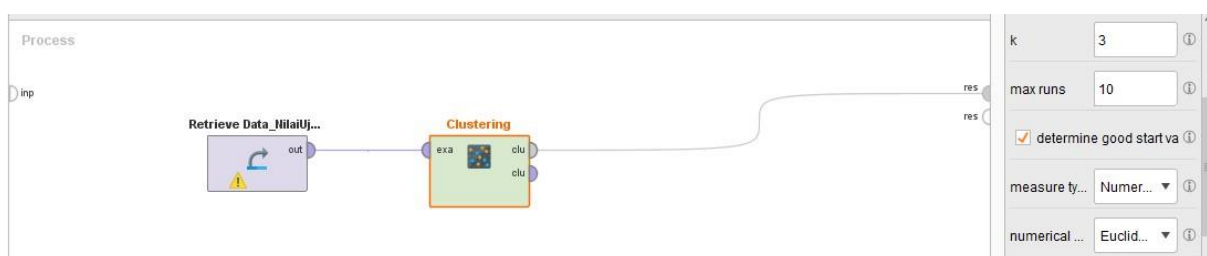 Process
inp
Retrieve Data_NilaiUj...
out
Clustering
exa
clu
clu
res
res
k
3
max runs
10
determine good start va
measure ty...
Numer...
numerical ...
Euclid...